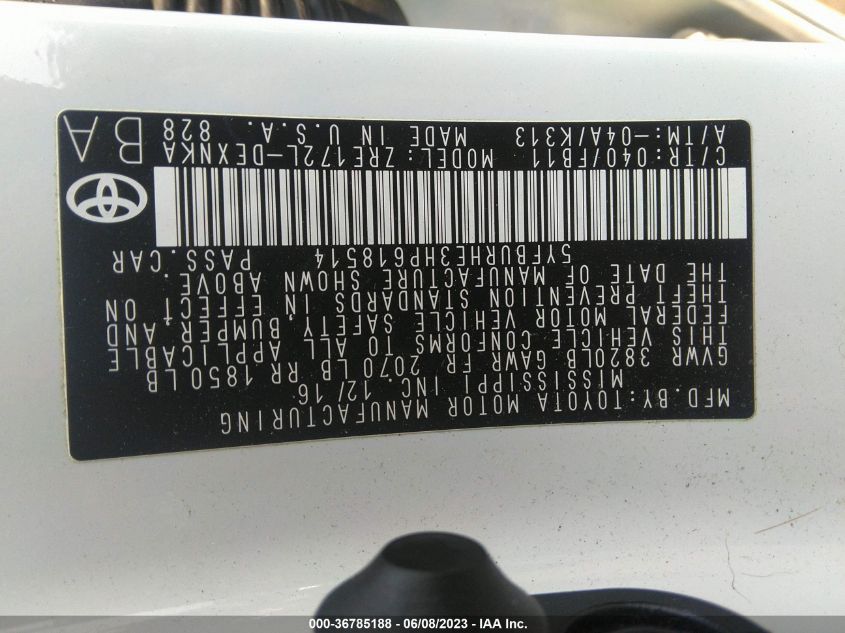 MFD.BY:TOYOTA MOTOR MANUFACTURING
MISSISSIPPI INC. 12/16
GVWR 3820LB GAWR FR 2070LB RR 1850LB
THIS VEHICLE CONFORMS TO ALL APPLICABLE
FEDERAL MOTOR VEHICLE SAFETY, BUMPER, AND
THEFT PREVENTION STANDARDS IN EFFECT ON
THE DATE OF MANUFACTURE SHOWN ABOVE.
5YFBURHE3HP618514 PASS.CAR
C/TR:040/FB11 MODEL:ZRE172L-DEXNKA
A/TM:-04A/K313 MADE IN U.S.A. 828
BA
000-36785188 - 06/08/2023 - IAA Inc.